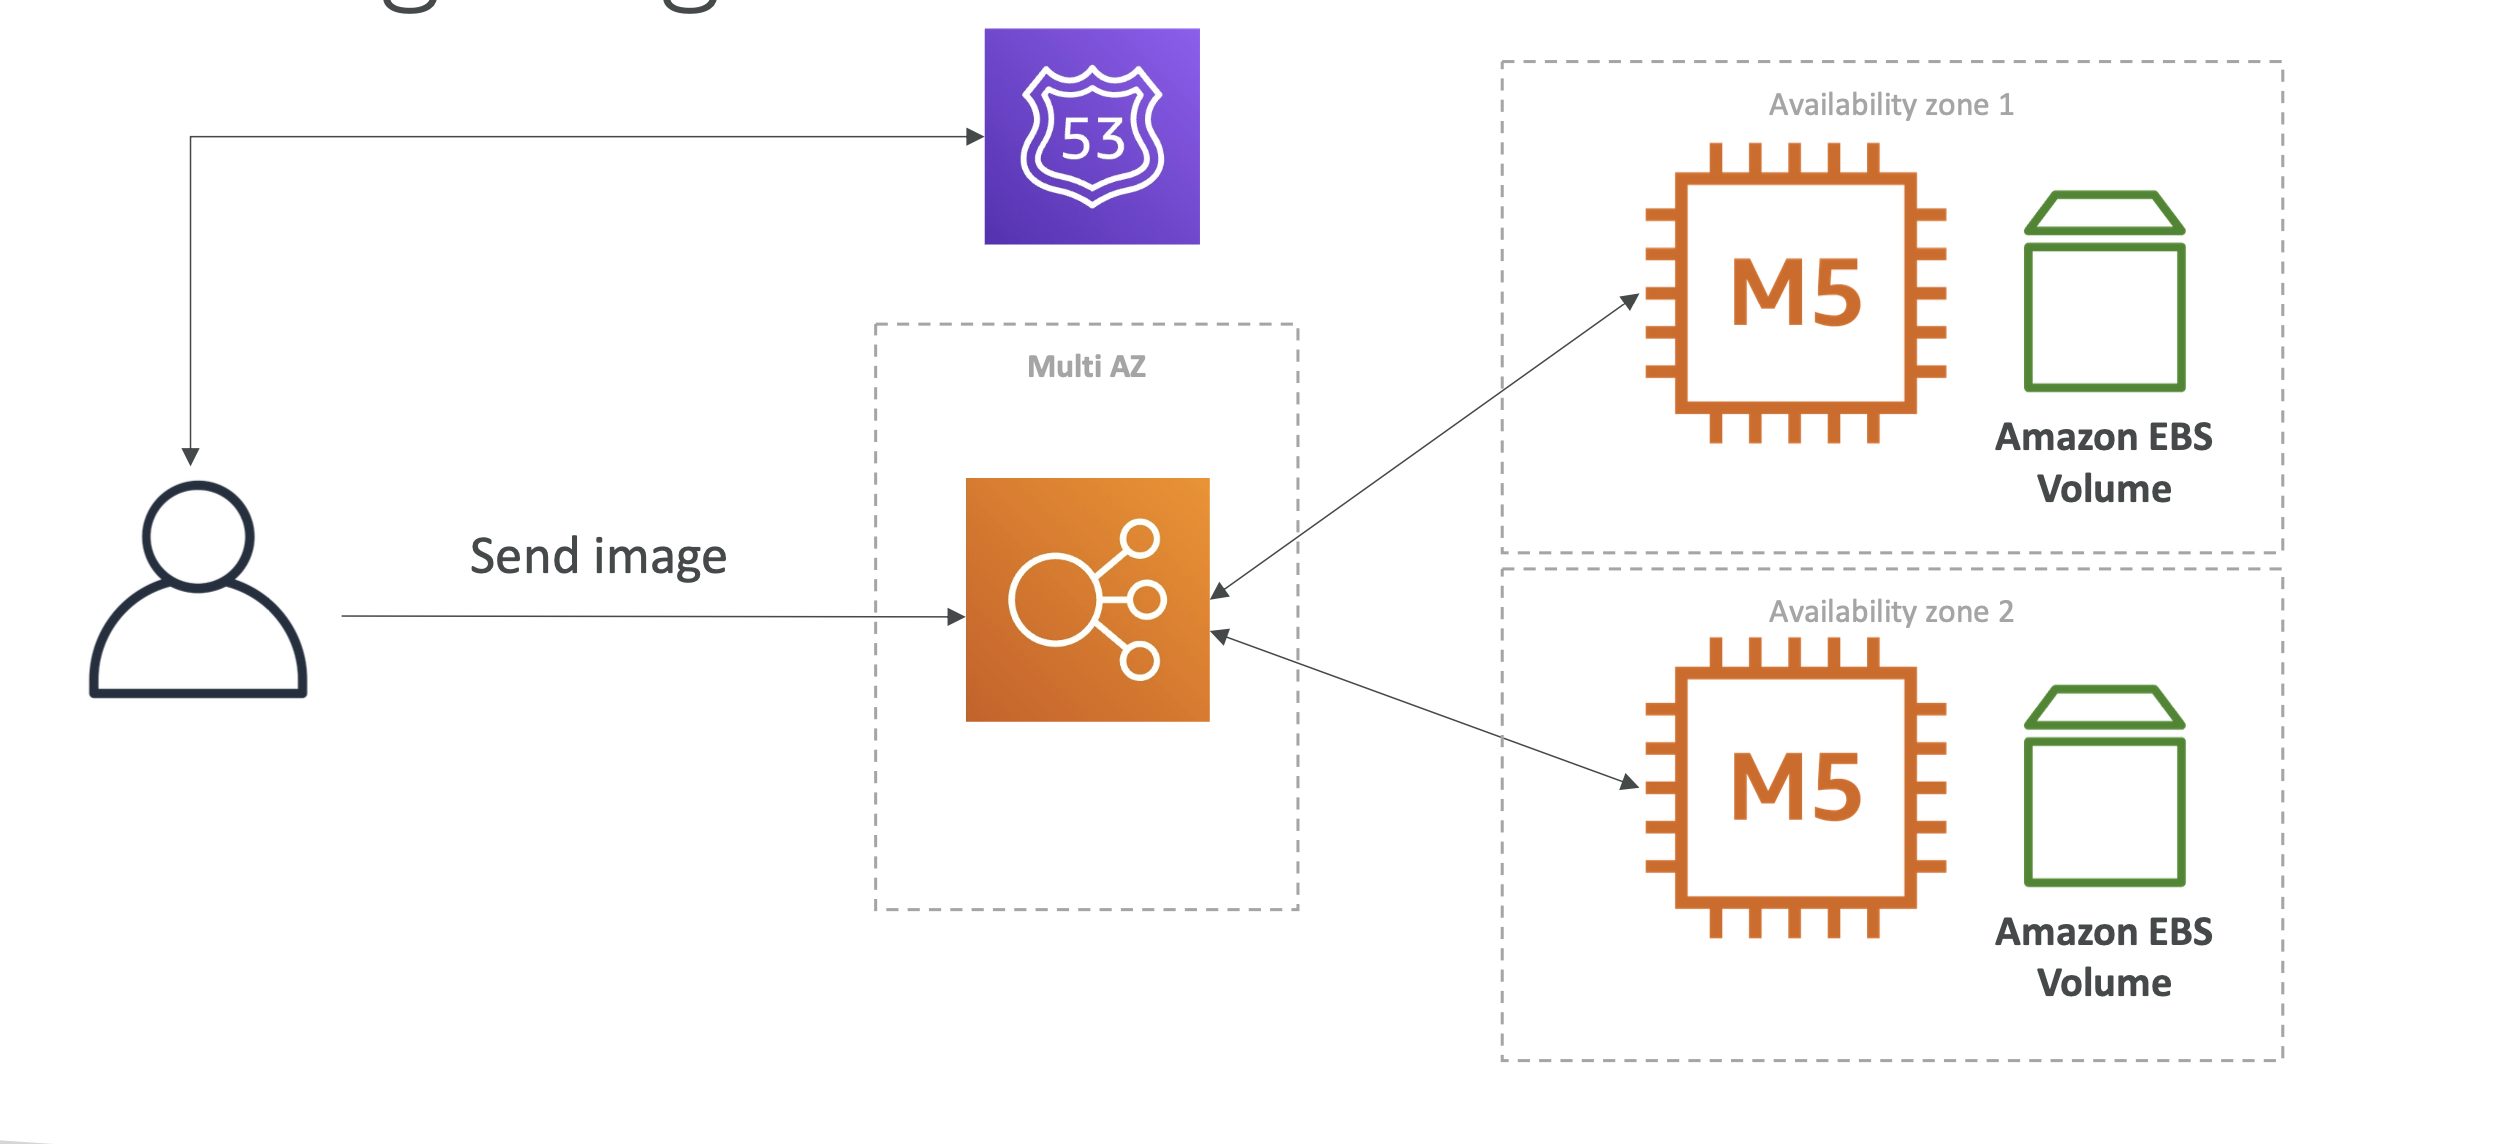 53
Availability zone 1
M5
Amazon EBS
Volume
Multi AZ
Send image
Availability zone 2
M5
Amazon EBS
Volume